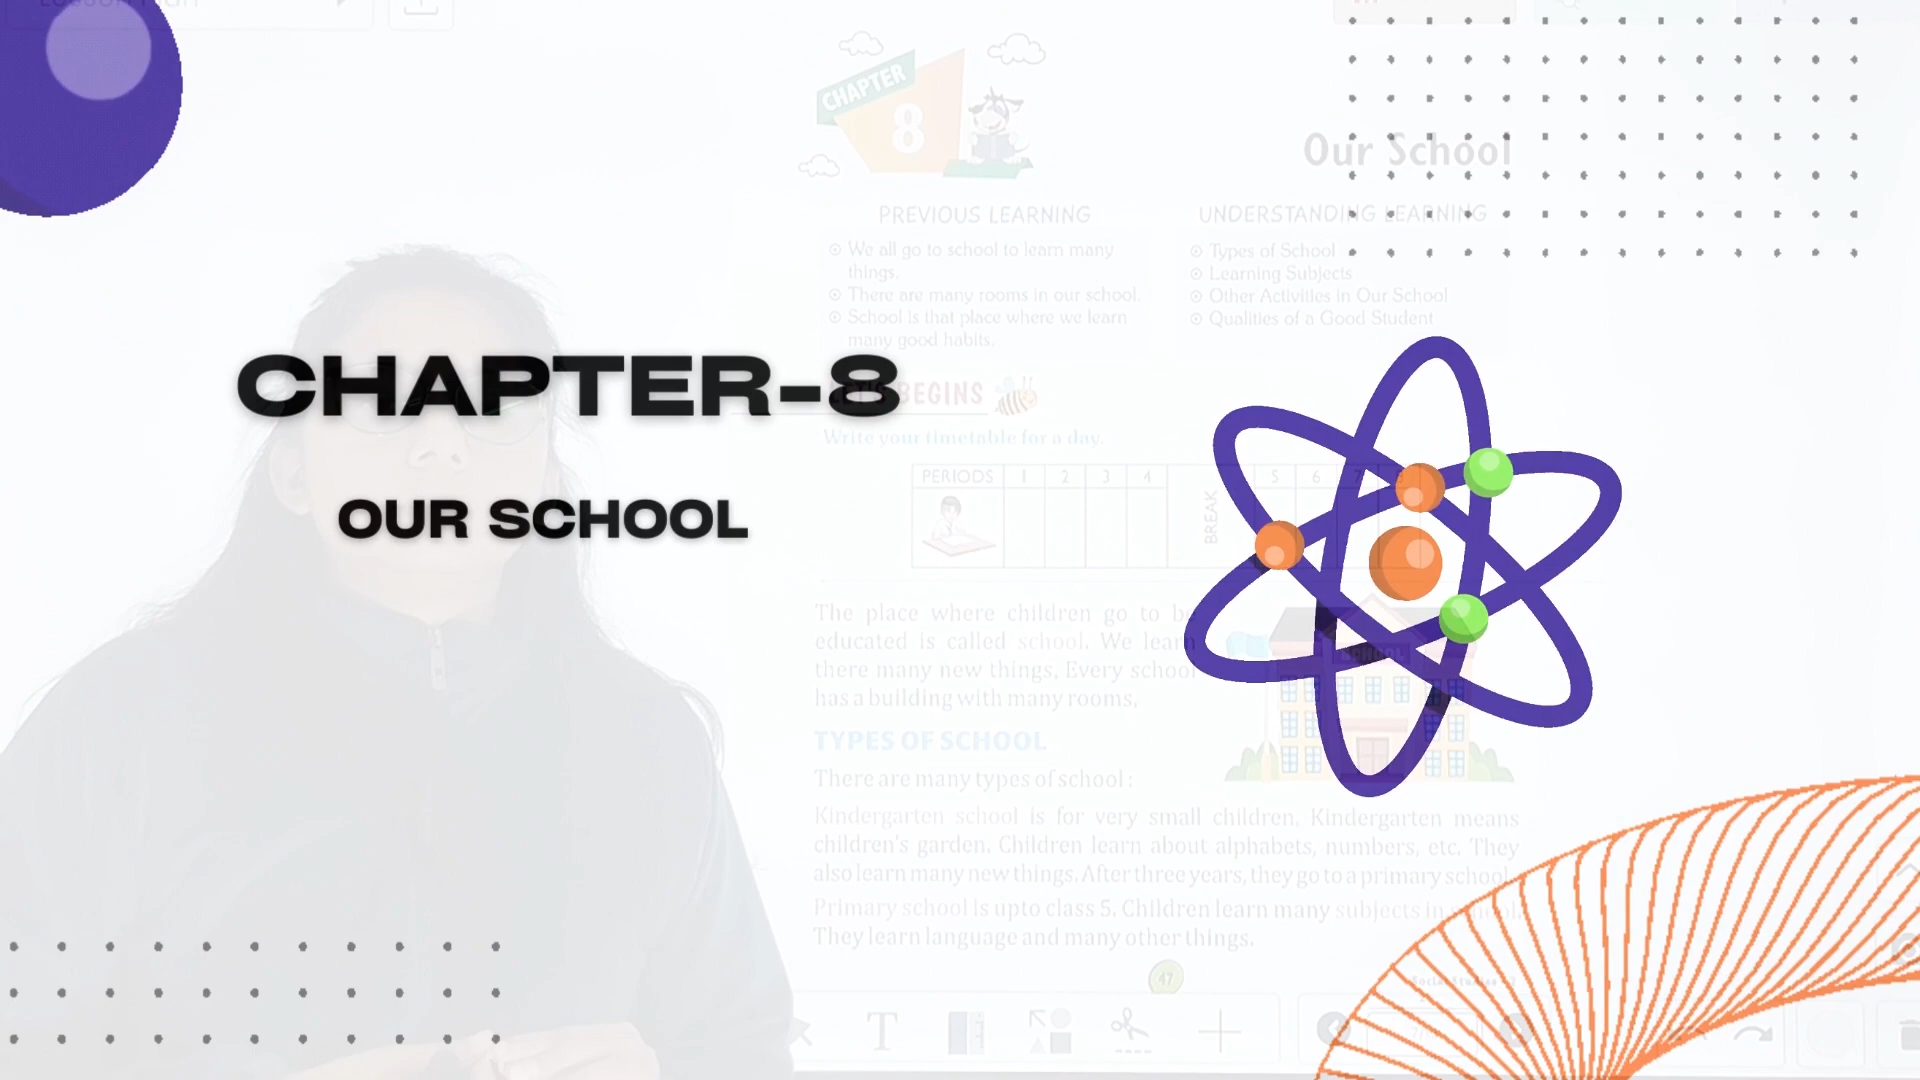 CHAPTER-8
OUR SCHOOL
CHAPTER
8
Our School
PREVIOUS LEARNING
We all go to school to learn many
things.
There are many rooms in our school.
School is that place where we learn
many good habits.
UNDERSTANDING LEARNING
Types of School
Learning Subjects
Other Activities in Our School
Qualities of a Good Student
BEGINS
Write your timetable for a day.
PERIODS 1 2 3 4 BREAK 5 6 7
The place where children go to be
educated is called school. We learn
there many new things. Every school
has a building with many rooms.
SCHOOL
TYPES OF SCHOOL
There are many types of school :
Kindergarten school is for very small children. Kindergarten means
children's garden. Children learn about alphabets, numbers, etc. They
also learn many new things. After three years, they go to a primary school.
Primary school is upto class 5. Children learn many subjects in school.
They learn language and many other things.
47
T